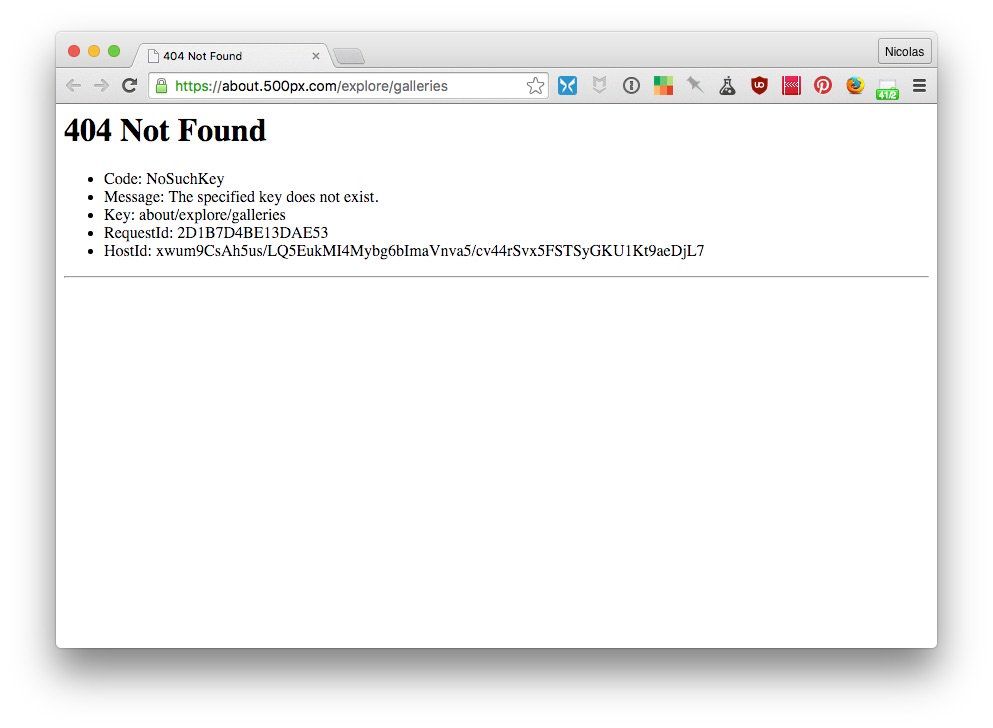 404 Not Found
Nicolas
https://about.500px.com/explore/galleries
41/2
404 Not Found
Code: NoSuchKey
Message: The specified key does not exist.
Key: about/explore/galleries
RequestId: 2D1B7D4BE13DAE53
HostId: xwum9CsAh5us/LQ5EukMI4Mybg6bImaVnva5/cv44rSvx5FSTSyGKU1Kt9aeDjL7